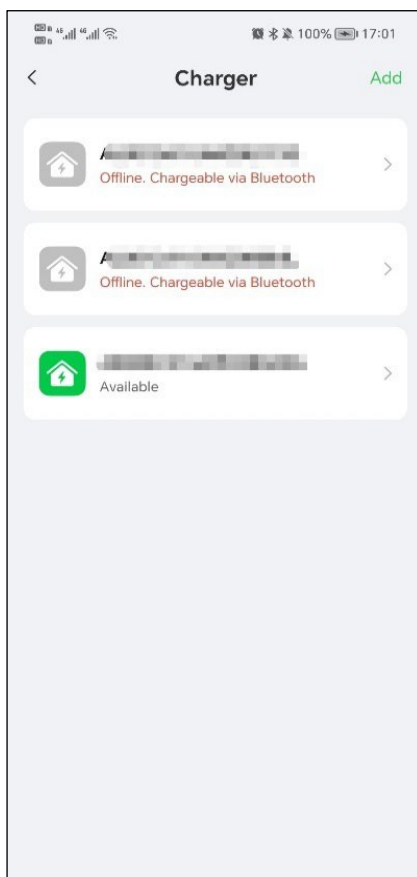 100% 17:01
Charger Add
Offline. Chargeable via Bluetooth
Offline. Chargeable via Bluetooth
Available